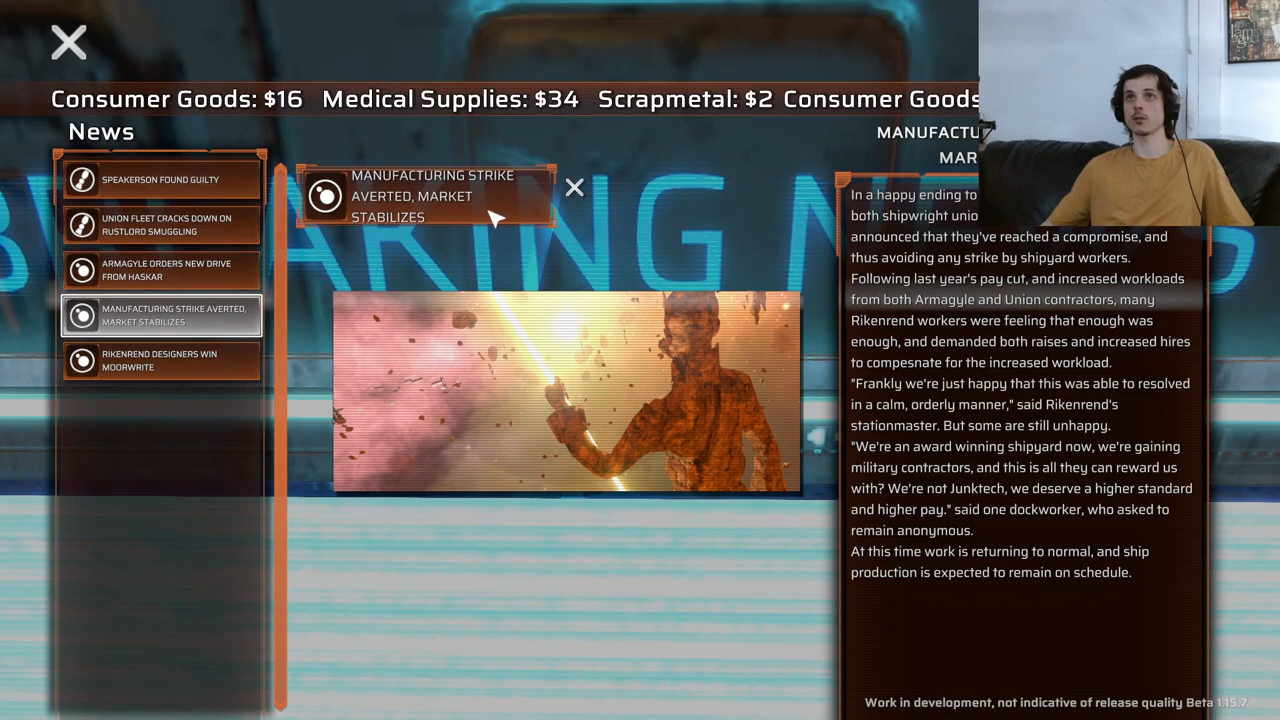 Consumer Goods: $16 Medical Supplies: $34 Scrapmetal: $2 Consumer Goods
News
SPEAKERSON FOUND GUILTY
UNION FLEET CRACKS DOWN ON
RUSTLORD SMUGGLING
ARMAGYLE ORDERS NEW DRIVE
FROM HASKAR
MANUFACTURING STRIKE AVERTED,
MARKET STABILIZES
RIKENREND DESIGNERS WIN
MOORWRITE
MANUFACTURING STRIKE
AVERTED, MARKET
STABILIZES
MANUFACTU
MAR
In a happy ending to
both shipwright unio
announced that they've reached a compromise, and
thus avoiding any strike by shipyard workers.
Following last year's pay cut, and increased workloads
from both Armagyle and Union contractors, many
Rikenrend workers were feeling that enough was
enough, and demanded both raises and increased hires
to compesnate for the increased workload.
"Frankly we're just happy that this was able to resolved
in a calm, orderly manner," said Rikenrend's
stationmaster. But some are still unhappy.
"We're an award winning shipyard now, we're gaining
military contractors, and this is all they can reward us
with? We're not Junktech, we deserve a higher standard
and higher pay." said one dockworker, who asked to
remain anonymous.
At this time work is returning to normal, and ship
production is expected to remain on schedule.
Work in development, not indicative of release quality Beta 1.15.7